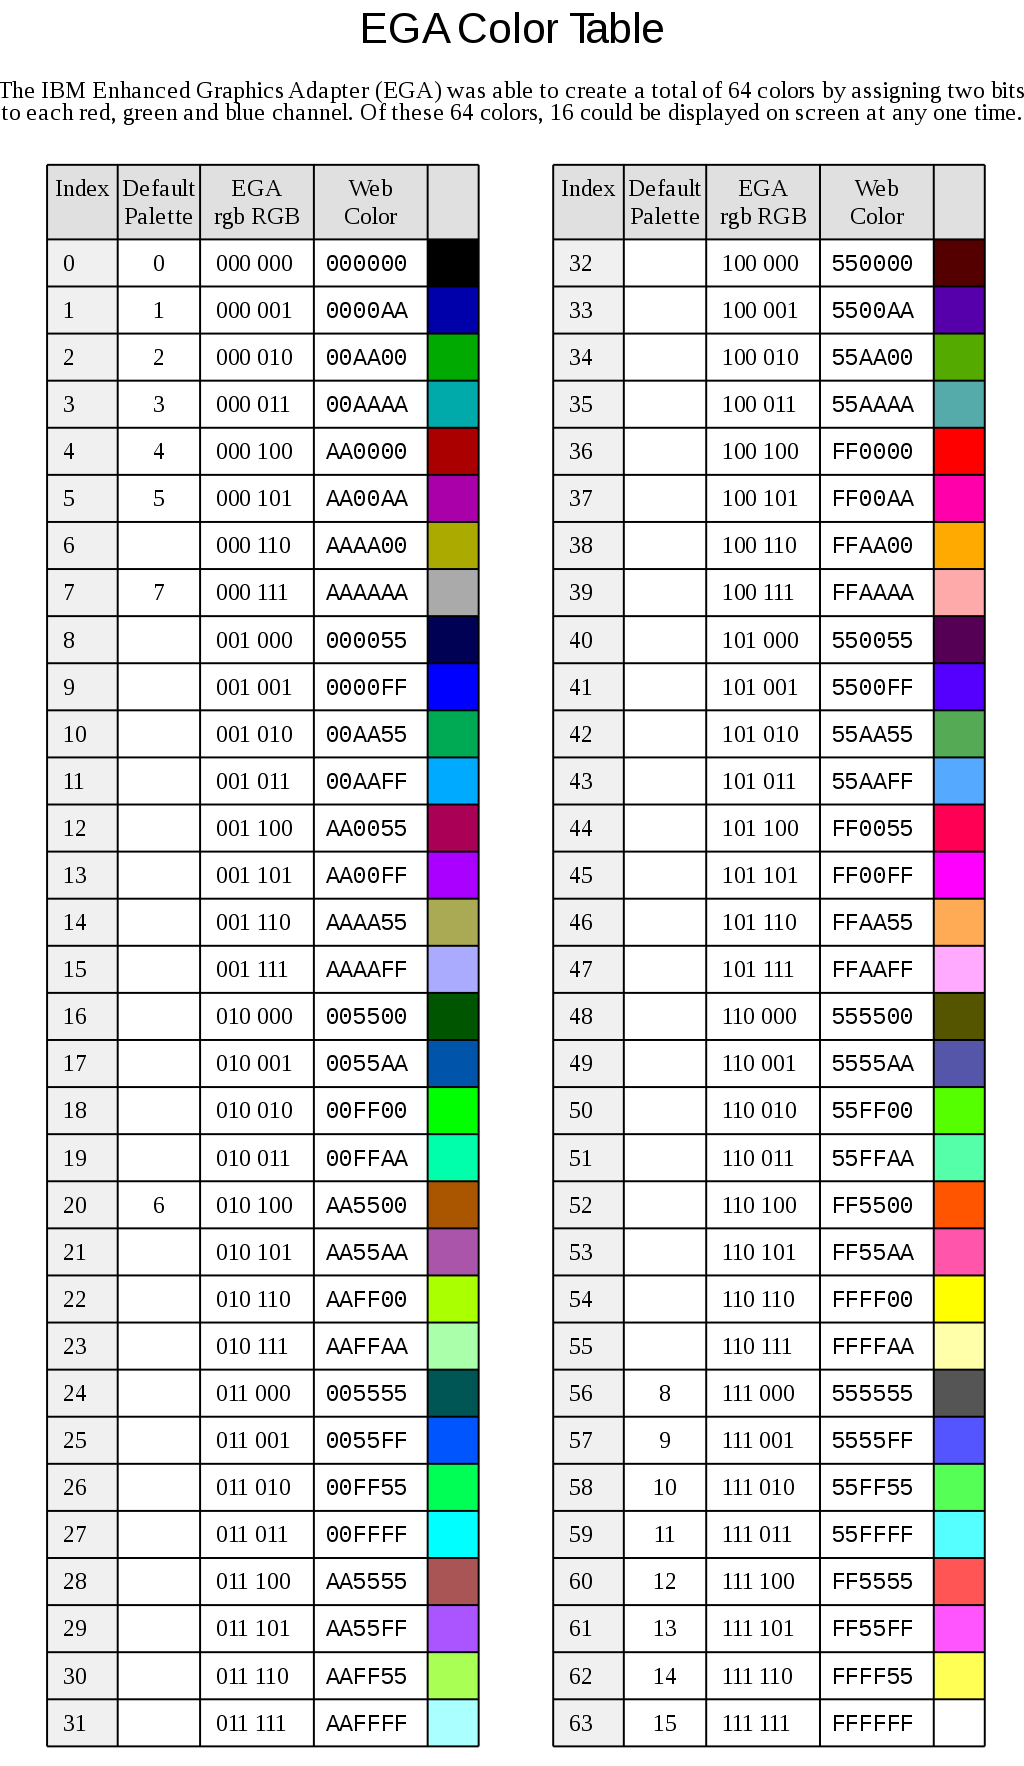 EGA Color Table
The IBM Enhanced Graphics Adapter (EGA) was able to create a total of 64 colors by assigning two bits
to each red, green and blue channel. Of these 64 colors, 16 could be displayed on screen at any one time.
Index Default Palette EGA rgb RGB Web Color
0 0 000 000 000000
1 1 000 001 0000AA
2 2 000 010 00AA00
3 3 000 011 00AAAA
4 4 000 100 AA0000
5 5 000 101 AA00AA
6 000 110 AAAA00
7 7 000 111 AAAAAA
8 001 000 000055
9 001 001 0000FF
10 001 010 00AA55
11 001 011 00AAFF
12 001 100 AA0055
13 001 101 AA00FF
14 001 110 AAAA55
15 001 111 AAAAFF
16 010 000 005500
17 010 001 0055AA
18 010 010 00FF00
19 010 011 00FFAA
20 6 010 100 AA5500
21 010 101 AA55AA
22 010 110 AAFF00
23 010 111 AAFFAA
24 011 000 005555
25 011 001 0055FF
26 011 010 00FF55
27 011 011 00FFFF
28 011 100 AA5555
29 011 101 AA55FF
30 011 110 AAFF55
31 011 111 AAFFFF
Index Default Palette EGA rgb RGB Web Color
32 100 000 550000
33 100 001 5500AA
34 100 010 55AA00
35 100 011 55AAAA
36 100 100 FF0000
37 100 101 FF00AA
38 100 110 FFAA00
39 100 111 FFAAAA
40 101 000 550055
41 101 001 5500FF
42 101 010 55AA55
43 101 011 55AAFF
44 101 100 FF0055
45 101 101 FF00FF
46 101 110 FFAA55
47 101 111 FFAAFF
48 110 000 555500
49 110 001 5555AA
50 110 010 55FF00
51 110 011 55FFAA
52 110 100 FF5500
53 110 101 FF55AA
54 110 110 FFFF00
55 110 111 FFFFAA
56 8 111 000 555555
57 9 111 001 5555FF
58 10 111 010 55FF55
59 11 111 011 55FFFF
60 12 111 100 FF5555
61 13 111 101 FF55FF
62 14 111 110 FFFF55
63 15 111 111 FFFFFF